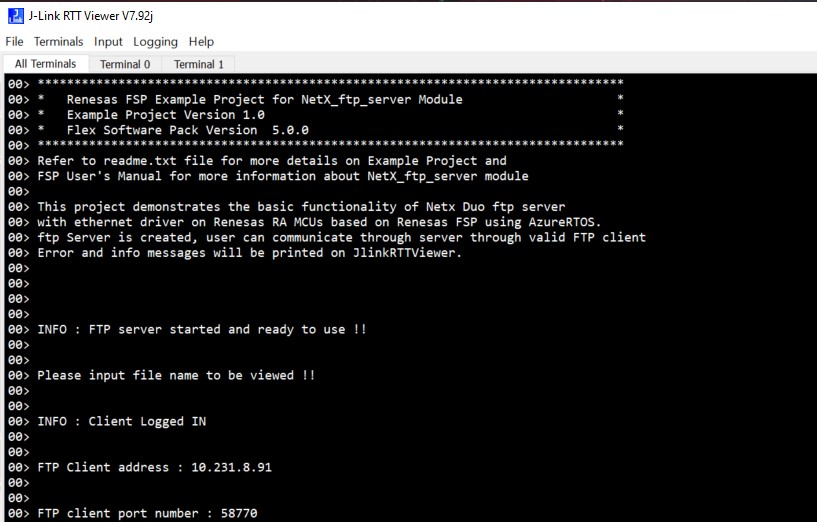 J-Link RTT Viewer V7.92j
File Terminals Input Logging Help
All Terminals Terminal 0 Terminal 1
00> ********************************************************************************
00> *   Renesas FSP Example Project for NetX_ftp_server Module                     *
00> *   Example Project Version 1.0                                                *
00> *   Flex Software Pack Version  5.0.0                                          *
00> ********************************************************************************
00> Refer to readme.txt file for more details on Example Project and
00> FSP User's Manual for more information about NetX_ftp_server module
00>
00> This project demonstrates the basic functionality of Netx Duo ftp server
00> with ethernet driver on Renesas RA MCUs based on Renesas FSP using AzureRTOS.
00> ftp Server is created, user can communicate through server through valid FTP client
00> Error and info messages will be printed on JlinkRTTViewer.
00>
00>
00>
00>
00> INFO : FTP server started and ready to use !!
00>
00>
00> Please input file name to be viewed !!
00>
00>
00> INFO : Client Logged IN
00>
00>
00> FTP Client address : 10.231.8.91
00>
00>
00> FTP client port number : 58770